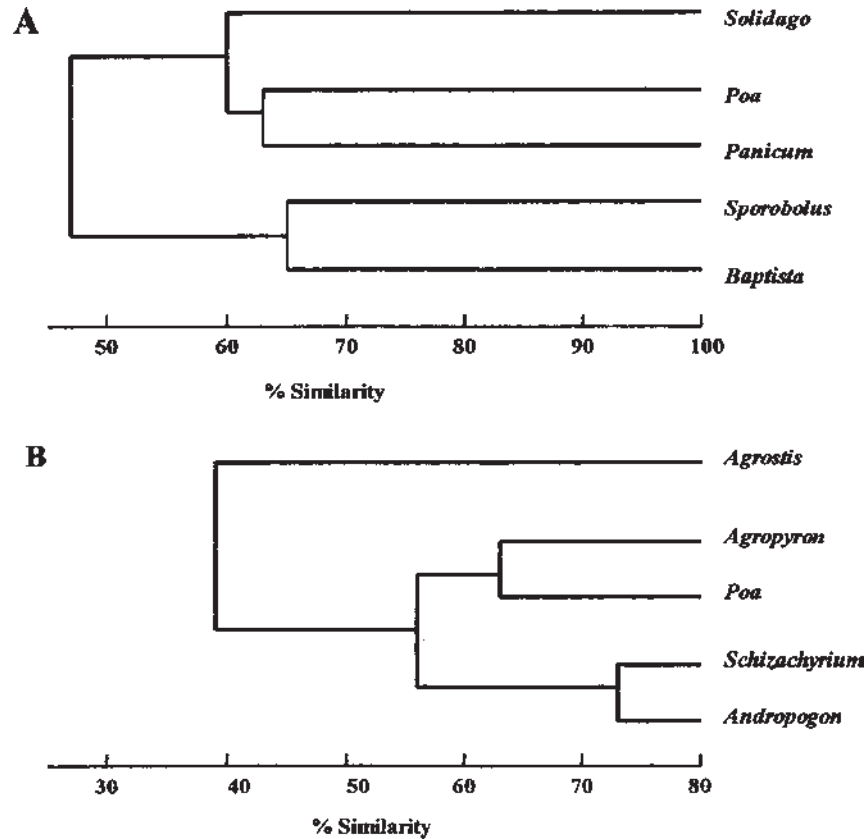 A
Solidago
Poa
Panicum
Sporobolus
Baptista
50 60 70 80 90 100
% Similarity
B
Agrostis
Agropyron
Poa
Schizachyrium
Andropogon
30 40 50 60 70 80
% Similarity